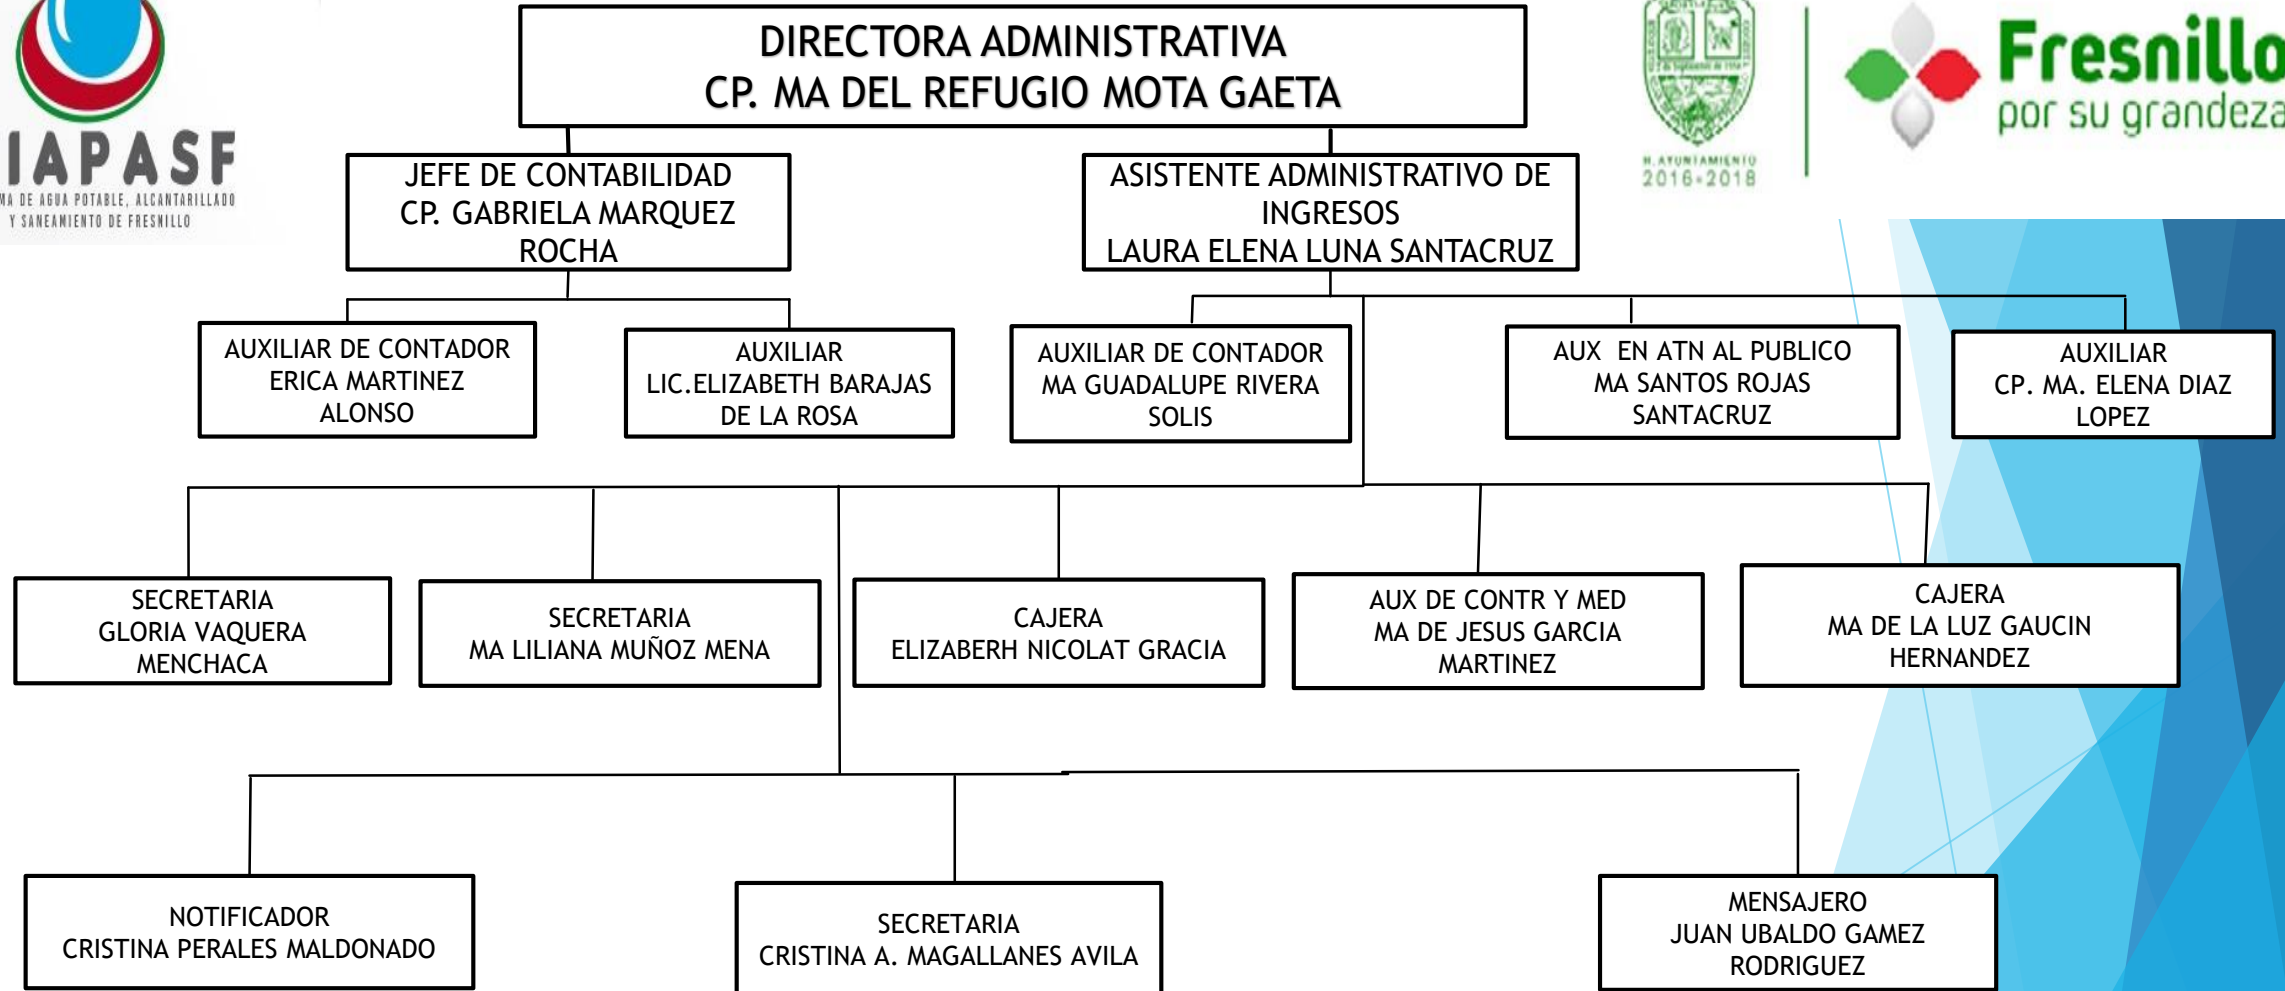 DIRECTORA ADMINISTRATIVA
CP. MA DEL REFUGIO MOTA GAETA
IAPASF
MA DE AGUA POTABLE, ALCANTARILLADO
Y SANEAMIENTO DE FRESNILLO
H. AYUNTAMIENTO
2016-2018
Fresnillo
por su grandeza
JEFE DE CONTABILIDAD
CP. GABRIELA MARQUEZ
ROCHA
ASISTENTE ADMINISTRATIVO DE
INGRESOS
LAURA ELENA LUNA SANTACRUZ
AUXILIAR DE CONTADOR
ERICA MARTINEZ
ALONSO
AUXILIAR
LIC.ELIZABETH BARAJAS
DE LA ROSA
AUXILIAR DE CONTADOR
MA GUADALUPE RIVERA
SOLIS
AUX EN ATN AL PUBLICO
MA SANTOS ROJAS
SANTACRUZ
AUXILIAR
CP. MA. ELENA DIAZ
LOPEZ
SECRETARIA
GLORIA VAQUERA
MENCHACA
SECRETARIA
MA LILIANA MUÑOZ MENA
CAJERA
ELIZABERH NICOLAT GRACIA
AUX DE CONTR Y MED
MA DE JESUS GARCIA
MARTINEZ
CAJERA
MA DE LA LUZ GAUCIN
HERNANDEZ
NOTIFICADOR
CRISTINA PERALES MALDONADO
SECRETARIA
CRISTINA A. MAGALLANES AVILA
MENSAJERO
JUAN UBALDO GAMEZ
RODRIGUEZ